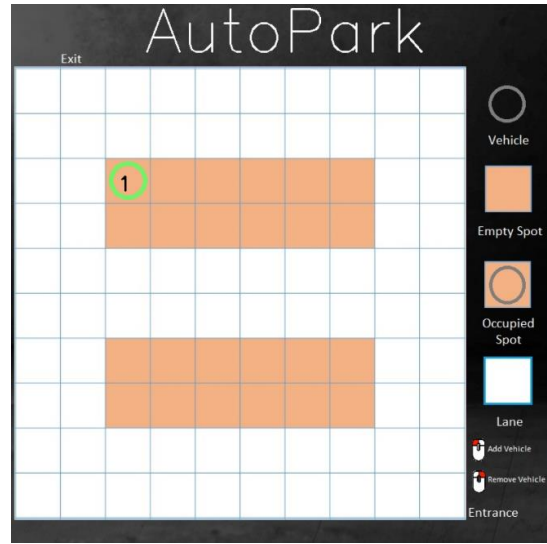 AutoPark
Exit
1
Vehicle
Empty Spot
Occupied
Spot
Lane
Add Vehicle
Remove Vehicle
Entrance